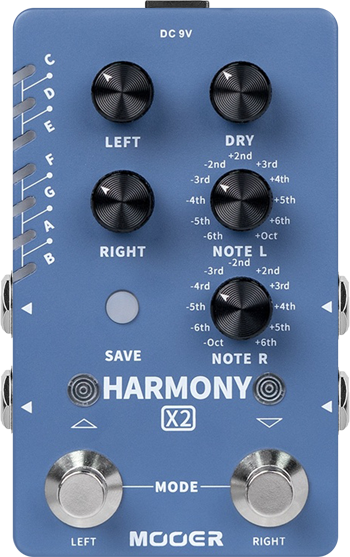 DC 9V
C
D
E
F
G
A
B
LEFT
DRY
-2nd +2nd +3rd
-3rd +4th
-4th +5th
-5th +6th
-6th +Oct
RIGHT
NOTE L
-3rd -2nd +2nd
-4rd +3rd
-5th +4th
-6th +5th
-Oct +6th
SAVE
NOTE R
HARMONY
X2
MODE
LEFT
MOOER
RIGHT